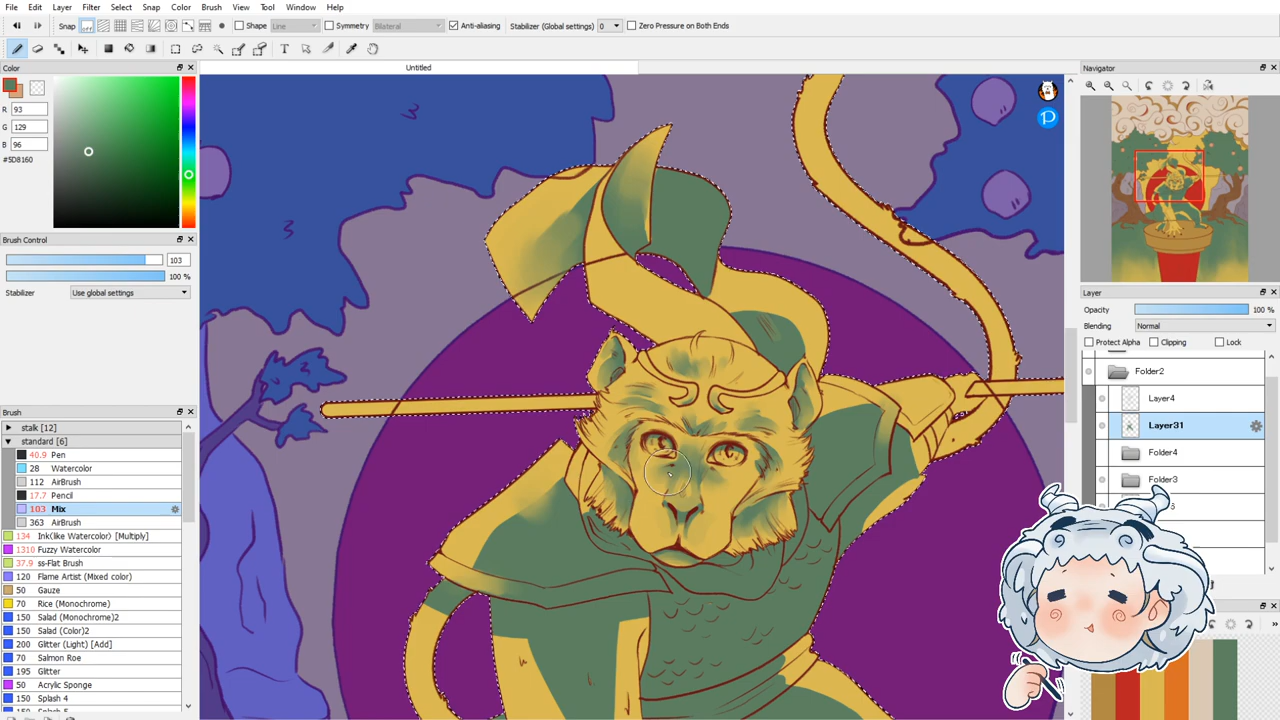 File Edit Layer Filter Select Snap Color Brush View Tool Window Help
Snap OFF Shape Line Symmetry Bilateral Anti-aliasing Stabilizer (Global settings) 0 Zero Pressure on Both Ends
Color
Untitled
Navigator
R 93
G 129
B 96
#5D8160
Brush Control
103
100 %
Stabilizer Use global settings
Layer
Opacity 100 %
Blending Normal
Protect Alpha Clipping Lock
Folder2
Layer4
Layer31
Folder4
Folder3
Brush
stalk [12]
standard [6]
40.9 Pen
28 Watercolor
112 AirBrush
17.7 Pencil
103 Mix
363 AirBrush
134 Ink(like Watercolor) [Multiply]
1310 Fuzzy Watercolor
37.9 ss-Flat Brush
120 Flame Artist (Mixed color)
50 Gauze
70 Rice (Monochrome)
150 Salad (Monochrome)2
150 Salad (Color)2
200 Glitter (Light) [Add]
70 Salmon Roe
195 Glitter
50 Acrylic Sponge
150 Splash 4